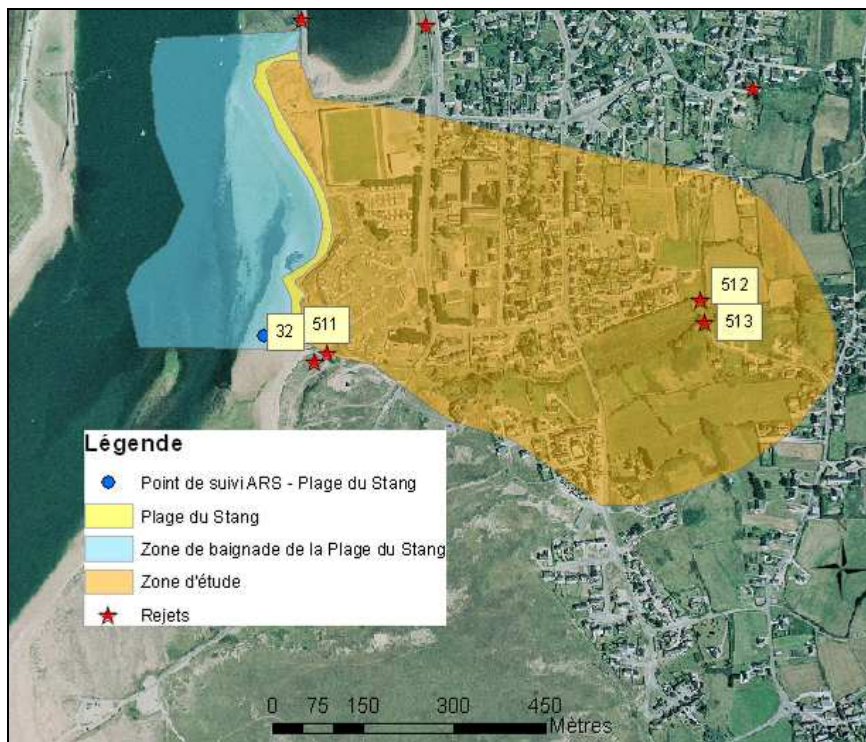 512
513
511
32
Légende
Point de suivi ARS - Plage du Stang
Plage du Stang
Zone de baignade de la Plage du Stang
Zone d'étude
Rejets
0 75 150 300 450
Mètres